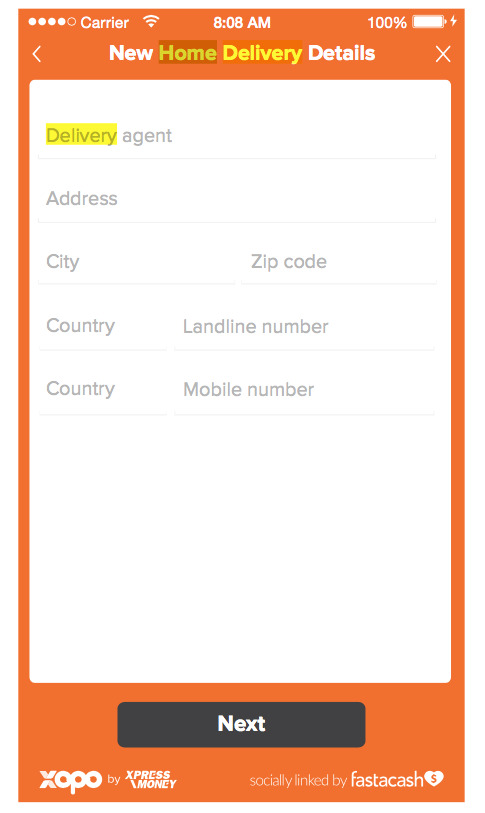 Carrier 8:08 AM 100%
New Home Delivery Details
Delivery agent
Address
City Zip code
Country Landline number
Country Mobile number
Next
xopo by XPRESS MONEY socially linked by fastacash $